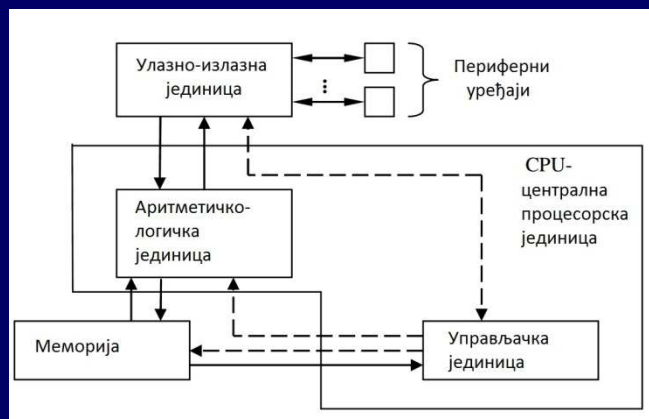 Улазно-излазна
јединица
Периферни
уређаји
CPU-
централна
процесорска
јединица
Аритметичко-
логичка
јединица
Меморија
Управљачка
јединица